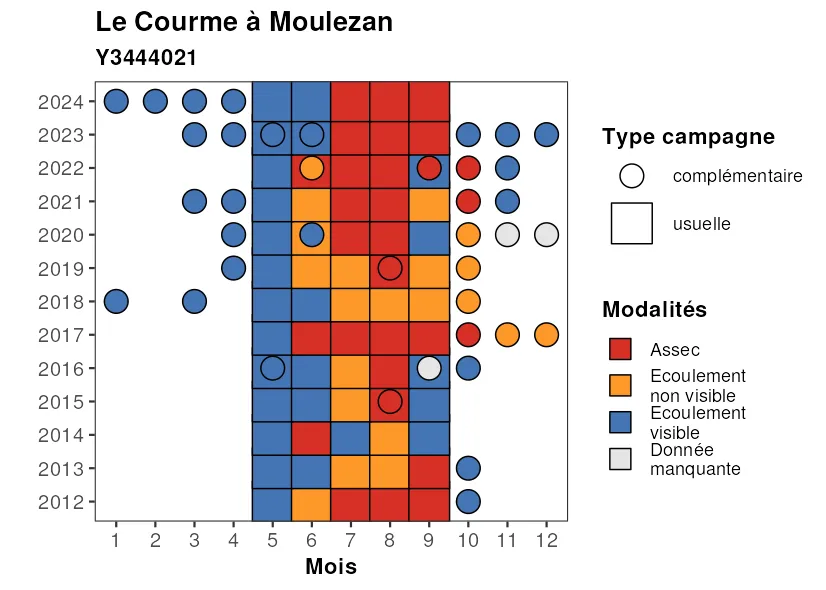 Le Courme à Moulezan
Y3444021
2024
2023
2022
2021
2020
2019
2018
2017
2016
2015
2014
2013
2012
1 2 3 4 5 6 7 8 9 10 11 12
Mois
Type campagne
complémentaire
usuelle
Modalités
Assec
Ecoulement
non visible
Ecoulement
visible
Donnée
manquante